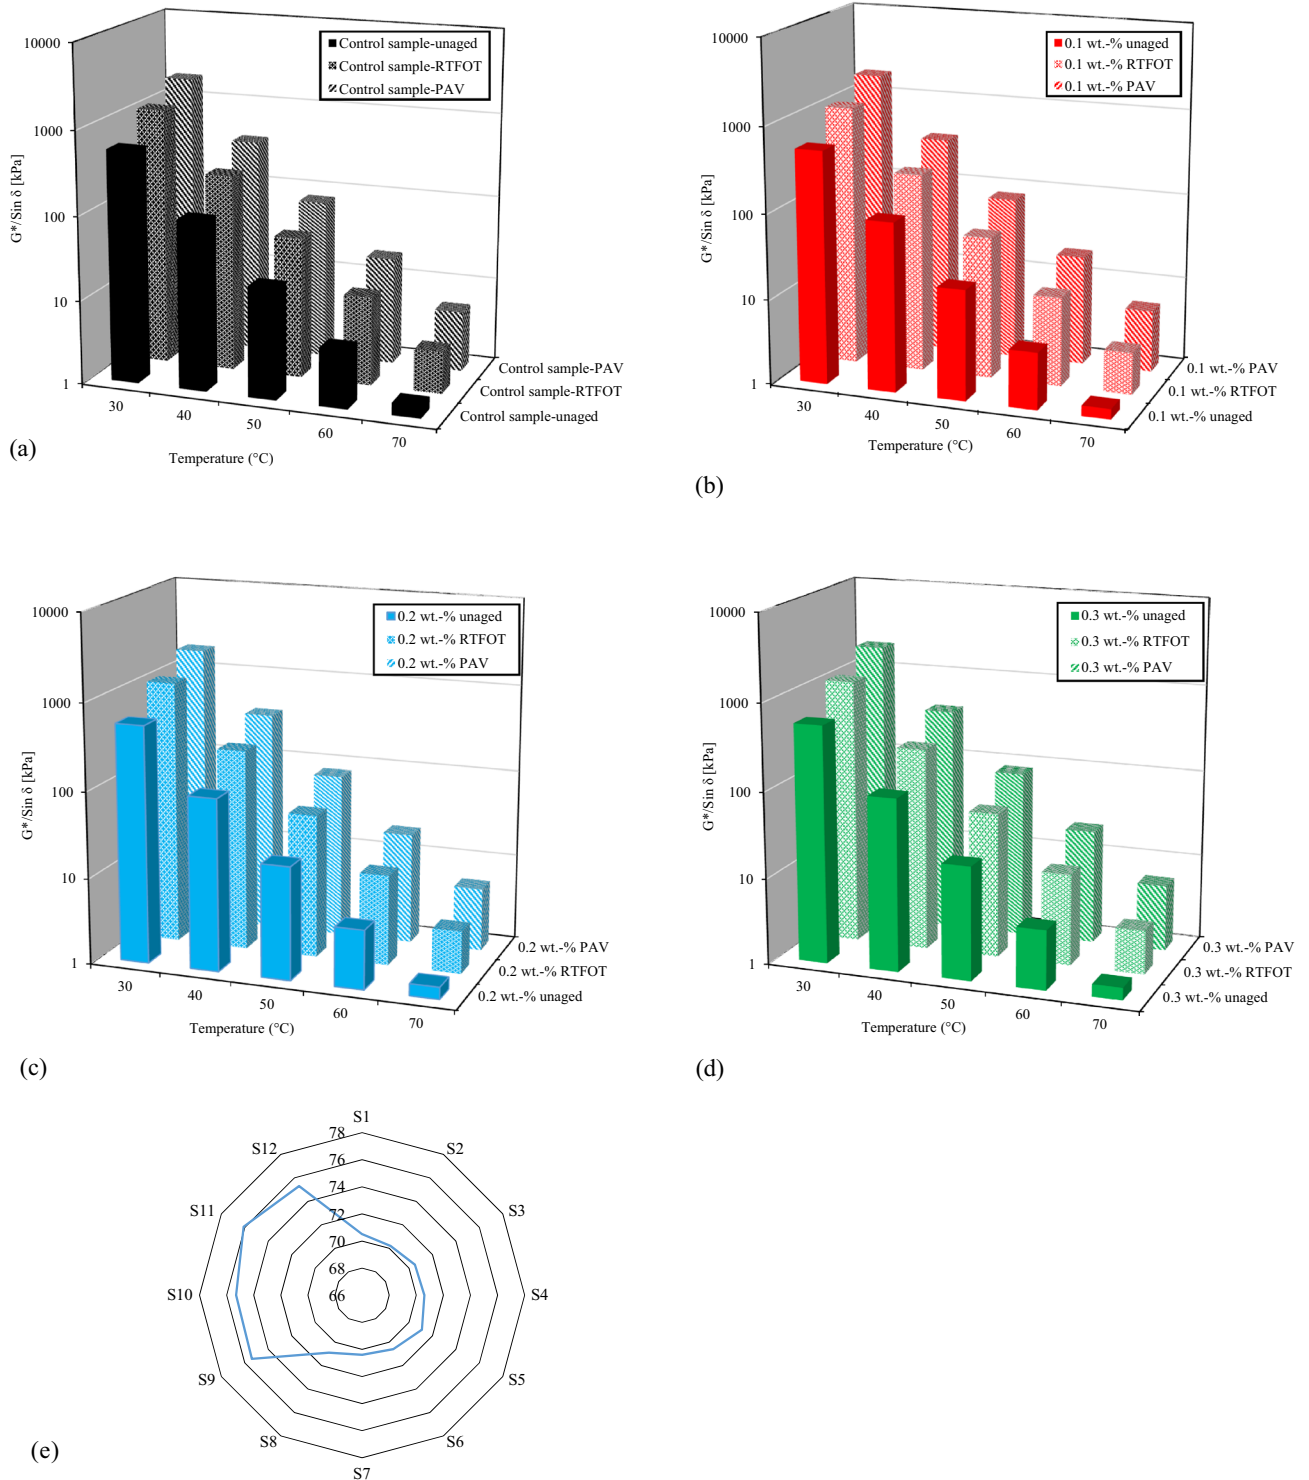 10000
1000
100
10
1
G*/Sin δ [kPa]
Control sample-unaged
Control sample-RTFOT
Control sample-PAV
Control sample-PAV
Control sample-RTFOT
Control sample-unaged
30
40
50
60
70
Temperature (°C)
(a)
10000
1000
100
10
1
G*/Sin δ [kPa]
0.1 wt.-% unaged
0.1 wt.-% RTFOT
0.1 wt.-% PAV
0.1 wt.-% PAV
0.1 wt.-% RTFOT
0.1 wt.-% unaged
30
40
50
60
70
Temperature (°C)
(b)
10000
1000
100
10
1
G*/Sin δ [kPa]
0.2 wt.-% unaged
0.2 wt.-% RTFOT
0.2 wt.-% PAV
0.2 wt.-% PAV
0.2 wt.-% RTFOT
0.2 wt.-% unaged
30
40
50
60
70
Temperature (°C)
(c)
10000
1000
100
10
1
G*/Sin δ [kPa]
0.3 wt.-% unaged
0.3 wt.-% RTFOT
0.3 wt.-% PAV
0.3 wt.-% PAV
0.3 wt.-% RTFOT
0.3 wt.-% unaged
30
40
50
60
70
Temperature (°C)
(d)
S1
S2
S3
S4
S5
S6
S7
S8
S9
S10
S11
S12
78
76
74
72
70
68
66
(e)